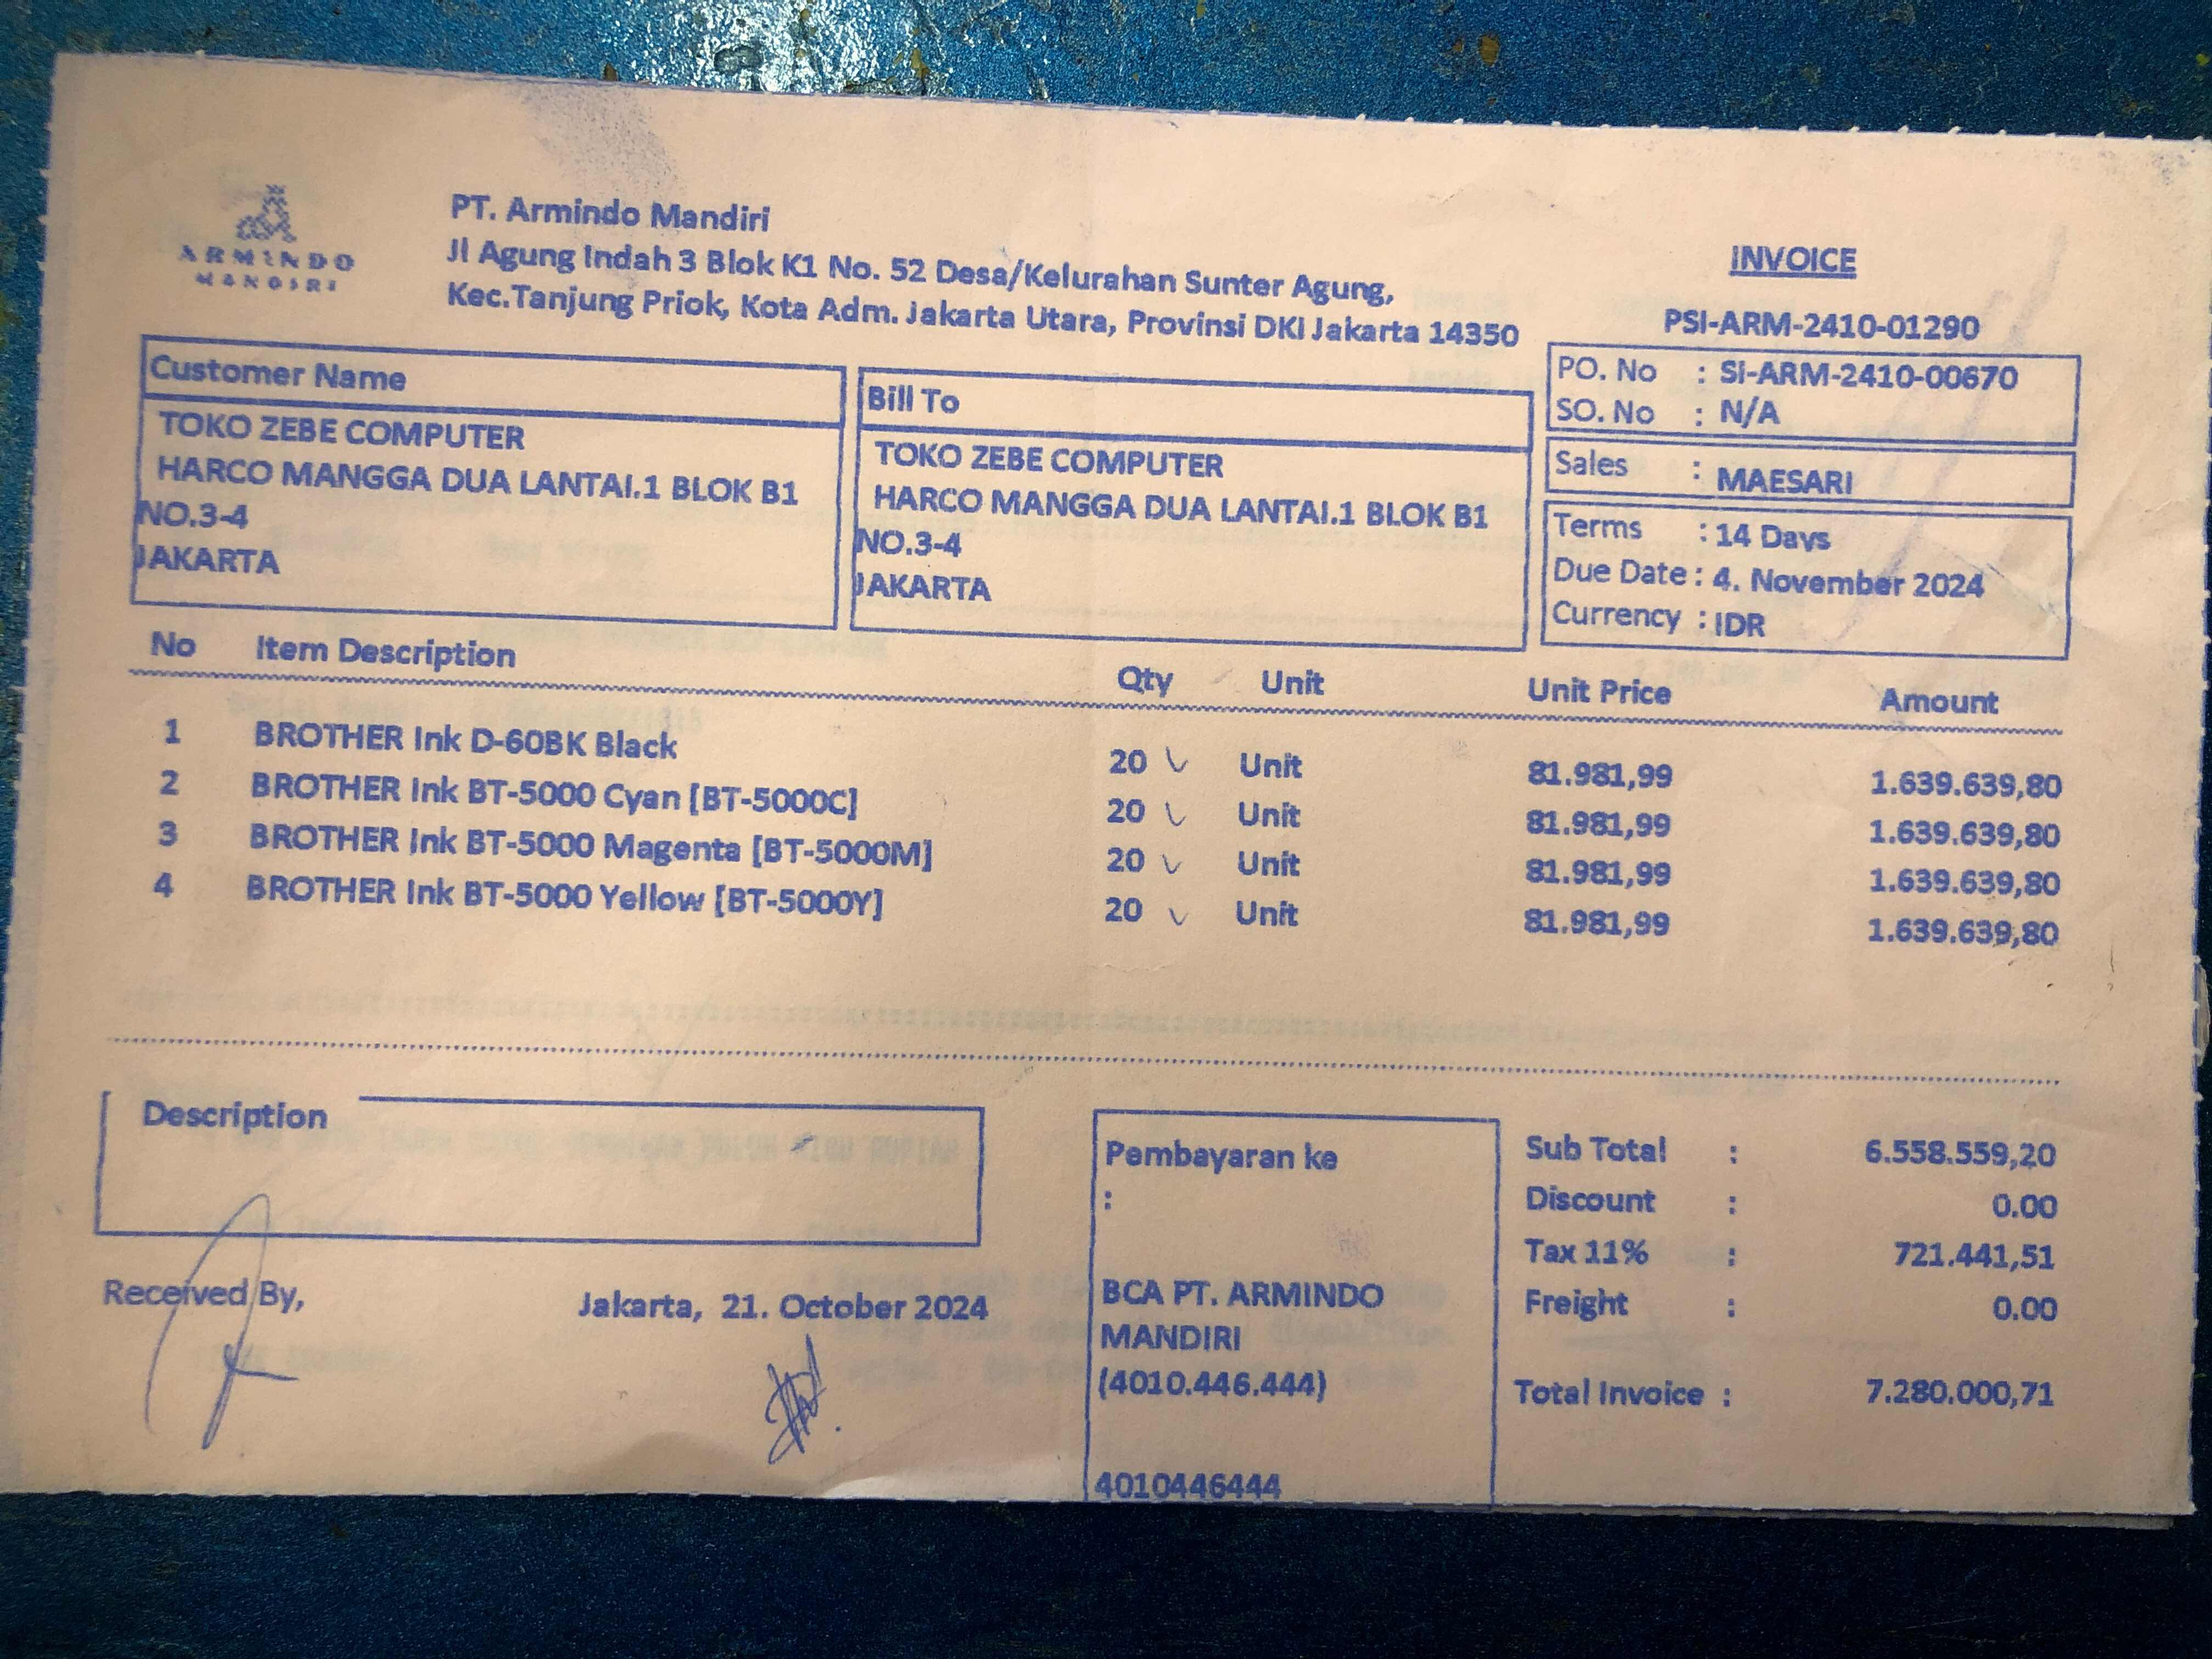 ARMINDO
MANDIRI
PT. Armindo Mandiri
Jl Agung Indah 3 Blok K1 No. 52 Desa/Kelurahan Sunter Agung,
Kec.Tanjung Priok, Kota Adm. Jakarta Utara, Provinsi DKI Jakarta 14350
INVOICE
PSI-ARM-2410-01290
PO. No : SI-ARM-2410-00670
SO. No : N/A
Sales : MAESARI
Terms : 14 Days
Due Date : 4. November 2024
Currency : IDR
Customer Name
TOKO ZEBE COMPUTER
HARCO MANGGA DUA LANTAI.1 BLOK B1
NO.3-4
JAKARTA
Bill To
TOKO ZEBE COMPUTER
HARCO MANGGA DUA LANTAI.1 BLOK B1
NO.3-4
JAKARTA
No Item Description Qty Unit Unit Price Amount
1 BROTHER Ink D-60BK Black 20 Unit 81.981,99 1.639.639,80
2 BROTHER Ink BT-5000 Cyan [BT-5000C] 20 Unit 81.981,99 1.639.639,80
3 BROTHER Ink BT-5000 Magenta [BT-5000M] 20 Unit 81.981,99 1.639.639,80
4 BROTHER Ink BT-5000 Yellow [BT-5000Y] 20 Unit 81.981,99 1.639.639,80
Description
Received By,
Jakarta, 21. October 2024
Pembayaran ke
:
BCA PT. ARMINDO
MANDIRI
(4010.446.444)
4010446444
Sub Total : 6.558.559,20
Discount : 0.00
Tax 11% : 721.441,51
Freight : 0.00
Total Invoice : 7.280.000,71